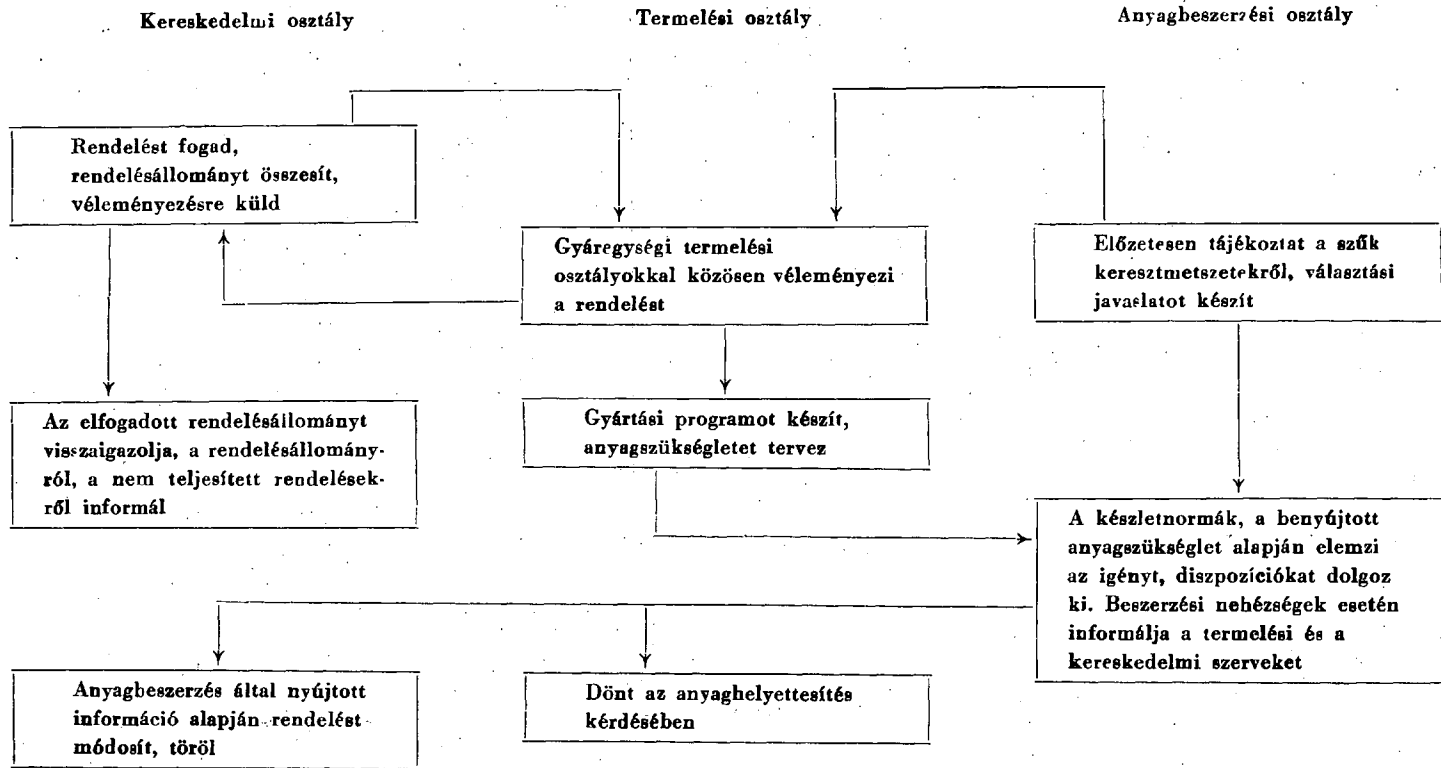 Kereskedelmi osztály
Termelési osztály
Anyagbeszerzési osztály
Rendelést fogad,
rendelésállományt összesít,
véleményezésre küld
Gyáregységi termelési
osztályokkal közösen véleményezi
a rendelést
Előzetesen tájékoztat a szűk
keresztmetszetekről, választási
javaslatot készít
Az elfogadott rendelésállományt
visszaigazolja, a rendelésállomány-
ról, a nem teljesített rendelések-
ről informál
Gyártási programot készít,
anyagszükségletet tervez
A készletnormák, a benyújtott
anyagszükséglet alapján elemzi
az igényt, diszpozíciókat dolgoz
ki. Beszerzési nehézségek esetén
informálja a termelési és a
kereskedelmi szerveket
Anyagbeszerzés által nyújtott
információ alapján rendelést
módosít, töröl
Dönt az anyaghelyettesítés
kérdésében